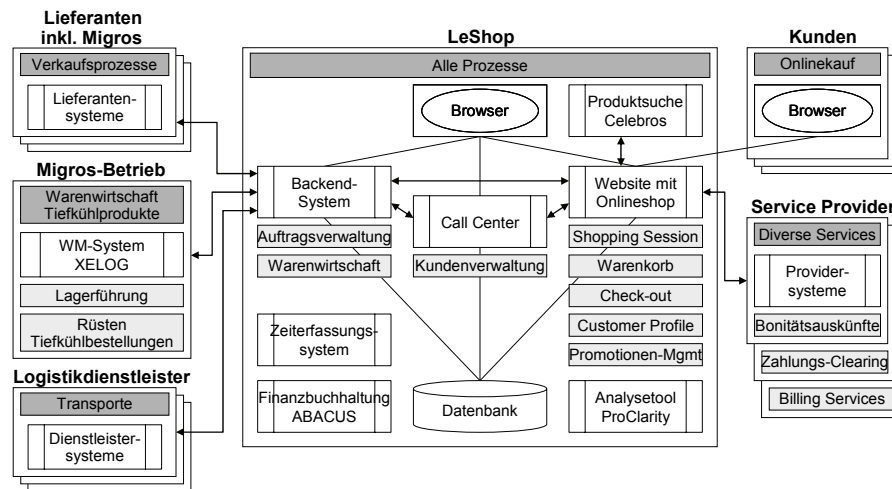 Lieferanten
inkl. Migros
Verkaufsprozesse
Lieferanten-
systeme
Migros-Betrieb
Warenwirtschaft
Tiefkühlprodukte
WM-System
XELOG
Lagerführung
Rüsten
Tiefkühlbestellungen
Logistikdienstleister
Transporte
Dienstleister-
systeme
LeShop
Alle Prozesse
Browser
Produktsuche
Celebros
Backend-
System
Call Center
Website mit
Onlineshop
Auftragsverwaltung
Warenwirtschaft
Kundenverwaltung
Shopping Session
Warenkorb
Check-out
Customer Profile
Promotionen-Mgmt
Zeiterfassungs-
system
Finanzbuchhaltung
ABACUS
Datenbank
Analysetool
ProClarity
Kunden
Onlinekauf
Browser
Service Provider
Diverse Services
Provider-
systeme
Bonitätsauskünfte
Zahlungs-Clearing
Billing Services